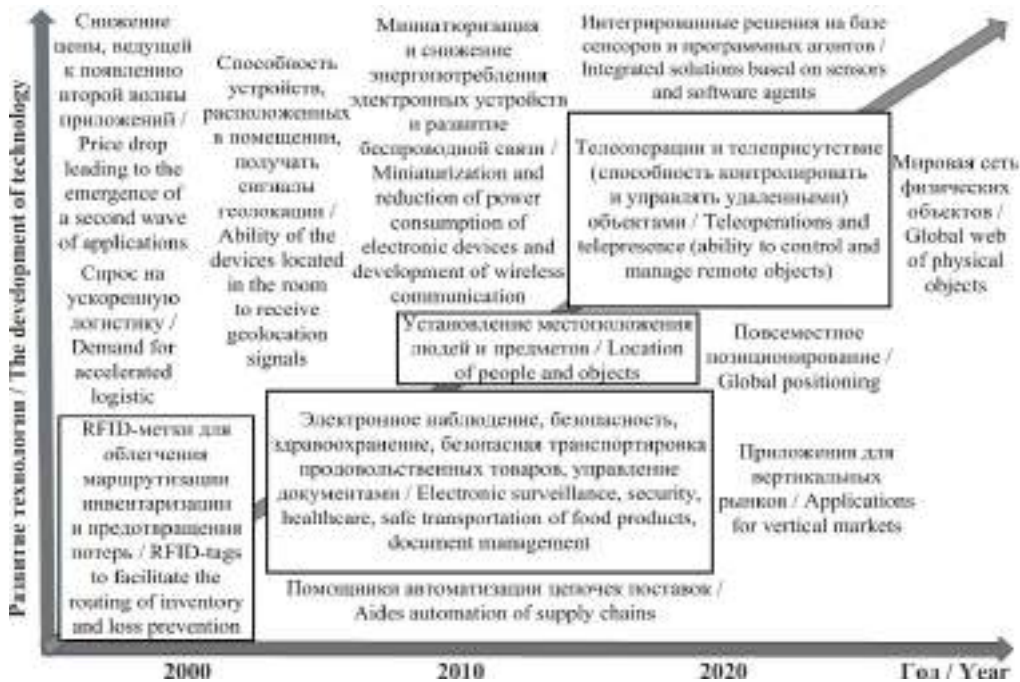 Развитие технологии / The development of technology
Снижение
цены, ведущей
к появлению
второй волны
приложений /
Price drop
leading to the
emergence of
a second wave
of applications
Спрос на
ускоренную
логистику /
Demand for
accelerated
logistic
RFID-метки для
облегчения
маршрутизации
инвентаризации
и предотвращения
потерь / RFID-tags
to facilitate the
routing of inventory
and loss prevention
Способность
устройств,
расположенных
в помещении,
получать
сигналы
геолокации /
Ability of the
devices located
in the room
to receive
geolocation
signals
Миниатюризация
и снижение
энергопотребления
электронных устройств
и развитие
беспроводной связи /
Miniaturization and
reduction of power
consumption of
electronic devices and
development of wireless
communication
Интегрированные решения на базе
сенсоров и программных агентов /
Integrated solutions based on sensors
and software agents
Телеоперации и телеприсутствие
(способность контролировать
и управлять удаленными)
объектами / Teleoperations and
telepresence (ability to control and
manage remote objects)
Мировая сеть
физических
объектов /
Global web
of physical
objects
Установление местоположения
людей и предметов / Location
of people and objects
Повсеместное
позиционирование /
Global positioning
Электронное наблюдение, безопасность,
здравоохранение, безопасная транспортировка
продовольственных товаров, управление
документами / Electronic surveillance, security,
healthcare, safe transportation of food products,
document management
Приложения для
вертикальных
рынков / Applications
for vertical markets
Помощники автоматизации цепочек поставок /
Aides automation of supply chains
2000
2010
2020
Год / Year